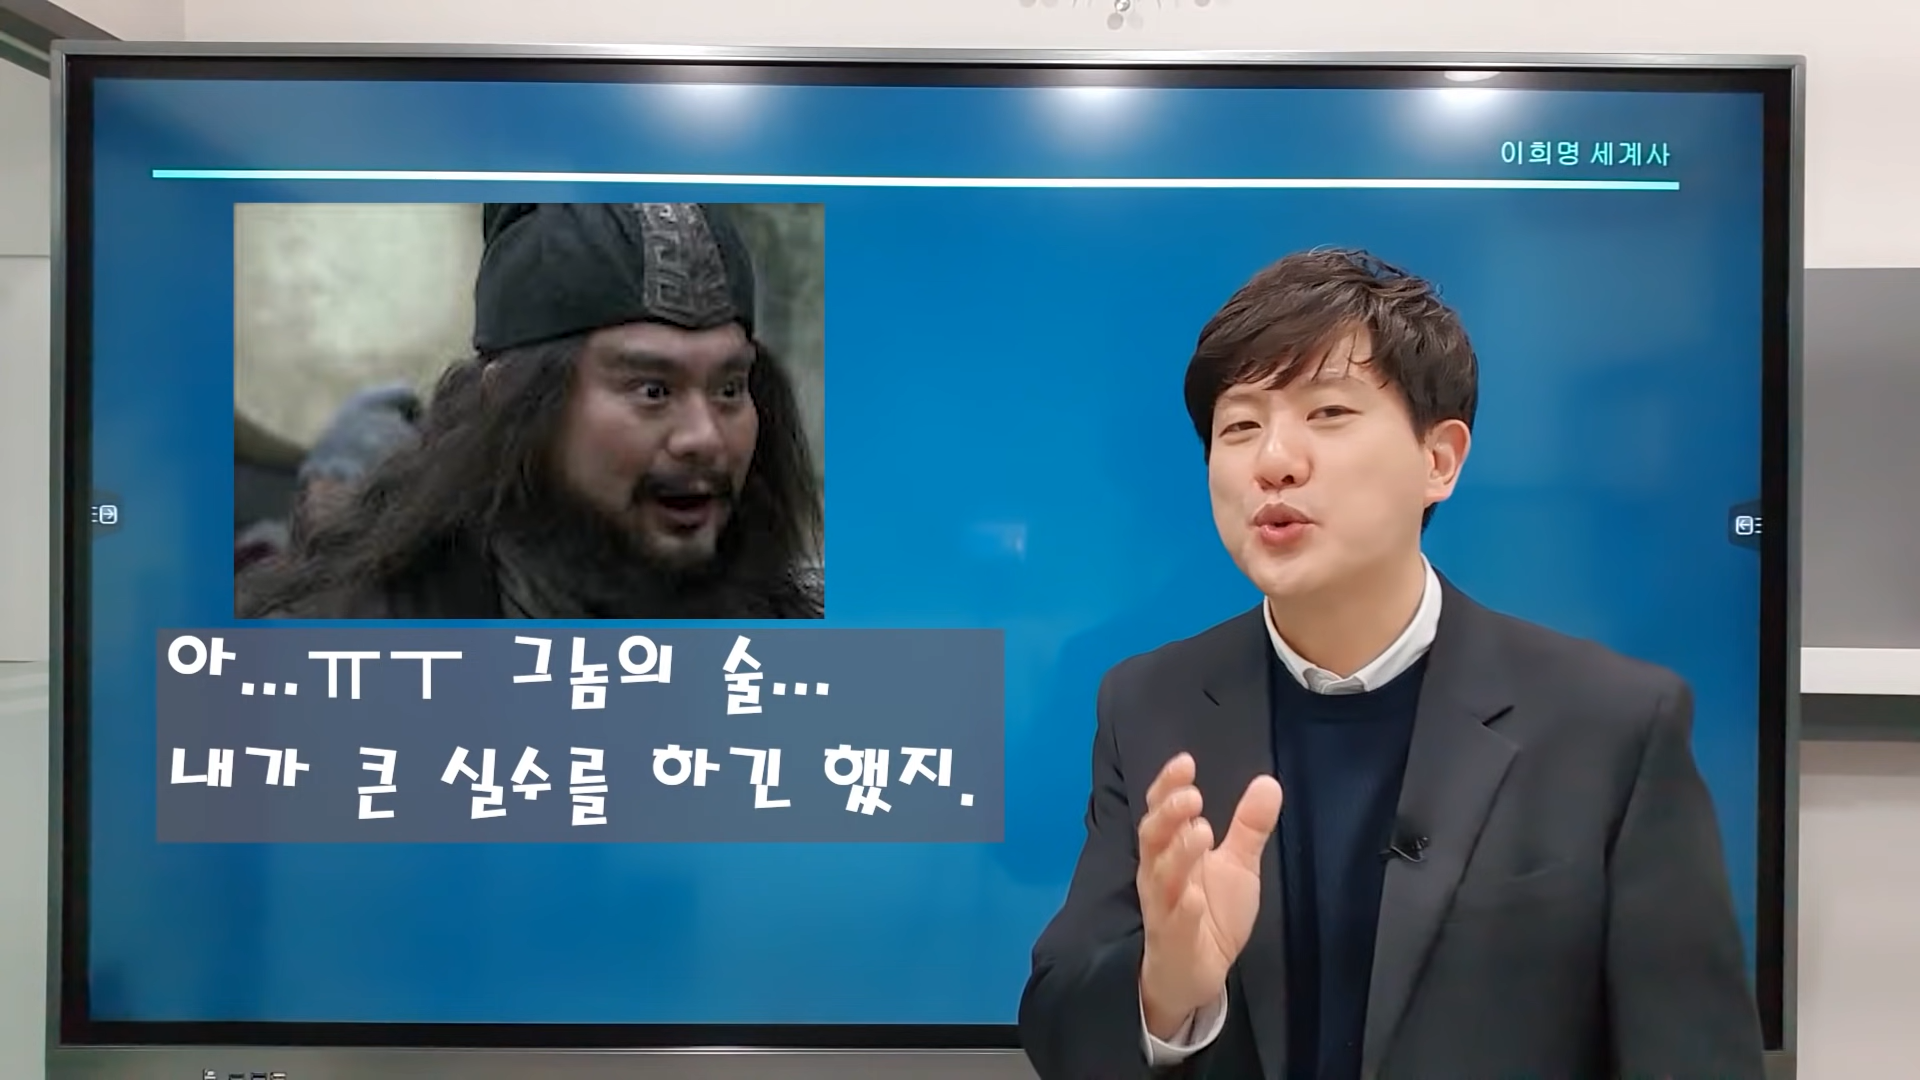 이희명 세계사
아...ㅠㅜ 그놈의 술...
내가 큰 실수를 하긴 했지.